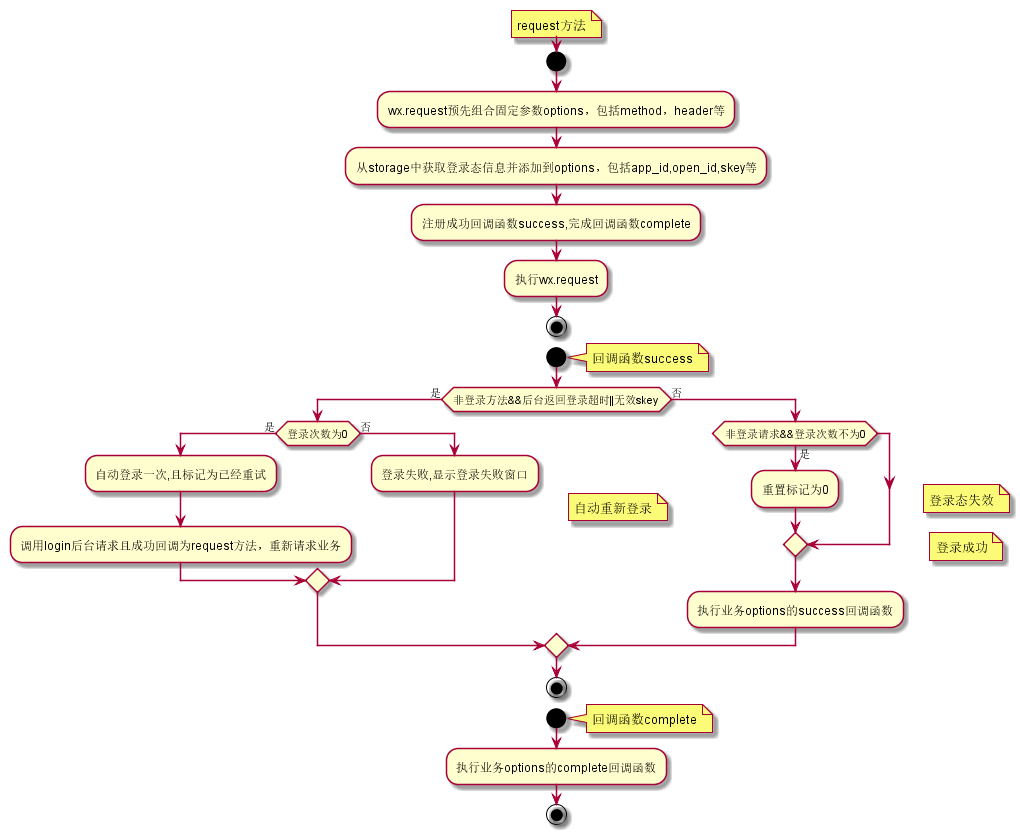 request方法
wx.request预先组合固定参数options，包括method，header等
从storage中获取登录态信息并添加到options，包括app_id,open_id,skey等
注册成功回调函数success,完成回调函数complete
执行wx.request
回调函数success
是
非登录方法&&后台返回登录超时||无效skey
否
是
登录次数为0
否
非登录请求&&登录次数不为0
是
自动登录一次,且标记为已经重试
登录失败,显示登录失败窗口
重置标记为0
自动重新登录
登录态失效
调用login后台请求且成功回调为request方法，重新请求业务
登录成功
执行业务options的success回调函数
回调函数complete
执行业务options的complete回调函数